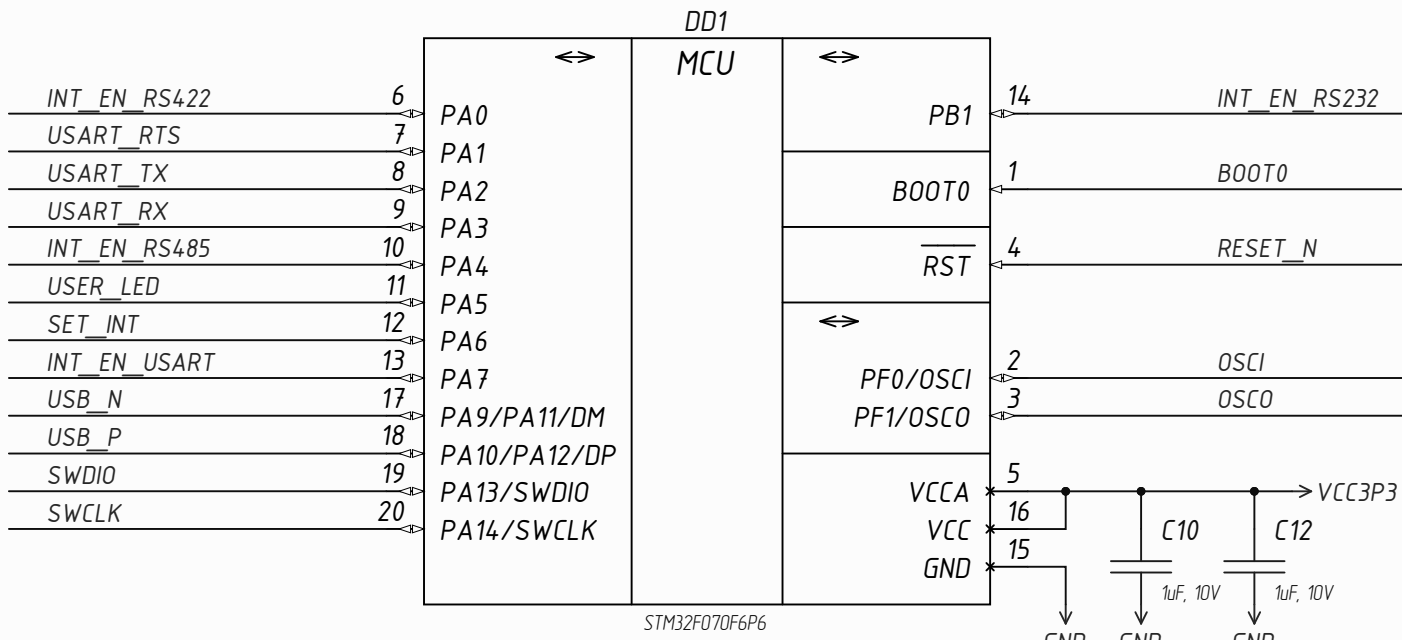 DD1
MCU
INT_EN_RS422 6 PA0
USART_RTS 7 PA1
USART_TX 8 PA2
USART_RX 9 PA3
INT_EN_RS485 10 PA4
USER_LED 11 PA5
SET_INT 12 PA6
INT_EN_USART 13 PA7
USB_N 17 PA9/PA11/DM
USB_P 18 PA10/PA12/DP
SWDIO 19 PA13/SWDIO
SWCLK 20 PA14/SWCLK
PB1 14 INT_EN_RS232
BOOT0 1 BOOT0
RST 4 RESET_N
PF0/OSCI 2 OSCI
PF1/OSCO 3 OSCO
VCCA 5 VCC3P3
VCC 16
GND 15
C10 C12
1uF, 10V 1uF, 10V
GND GND GND
STM32F070F6P6